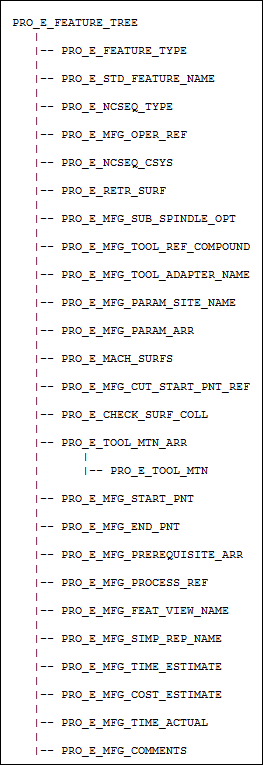 PRO_E_FEATURE_TREE
|-- PRO_E_FEATURE_TYPE
|-- PRO_E_STD_FEATURE_NAME
|-- PRO_E_NCSEQ_TYPE
|-- PRO_E_MFG_OPER_REF
|-- PRO_E_NCSEQ_CSYS
|-- PRO_E_RETR_SURF
|-- PRO_E_MFG_SUB_SPINDLE_OPT
|-- PRO_E_MFG_TOOL_REF_COMPOUND
|-- PRO_E_MFG_TOOL_ADAPTER_NAME
|-- PRO_E_MFG_PARAM_SITE_NAME
|-- PRO_E_MFG_PARAM_ARR
|-- PRO_E_MACH_SURFS
|-- PRO_E_MFG_CUT_START_PNT_REF
|-- PRO_E_CHECK_SURF_COLL
|-- PRO_E_TOOL_MTN_ARR
|-- PRO_E_TOOL_MTN
|-- PRO_E_MFG_START_PNT
|-- PRO_E_MFG_END_PNT
|-- PRO_E_MFG_PREREQUISITE_ARR
|-- PRO_E_MFG_PROCESS_REF
|-- PRO_E_MFG_FEAT_VIEW_NAME
|-- PRO_E_MFG_SIMP_REP_NAME
|-- PRO_E_MFG_TIME_ESTIMATE
|-- PRO_E_MFG_COST_ESTIMATE
|-- PRO_E_MFG_TIME_ACTUAL
|-- PRO_E_MFG_COMMENTS